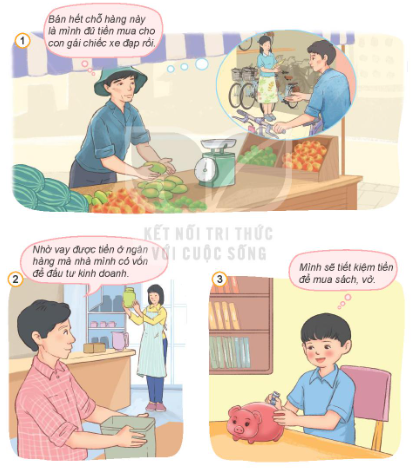 1
Bán hết chỗ hàng này
là mình đủ tiền mua cho
con gái chiếc xe đạp rồi.
KẾT NỐI TRI THỨC
VỚI CUỘC SỐNG
Nhờ vay được tiền ở ngân
hàng mà nhà mình có vốn
để đầu tư kinh doanh.
2
3
Mình sẽ tiết kiệm tiền
để mua sách, vở.